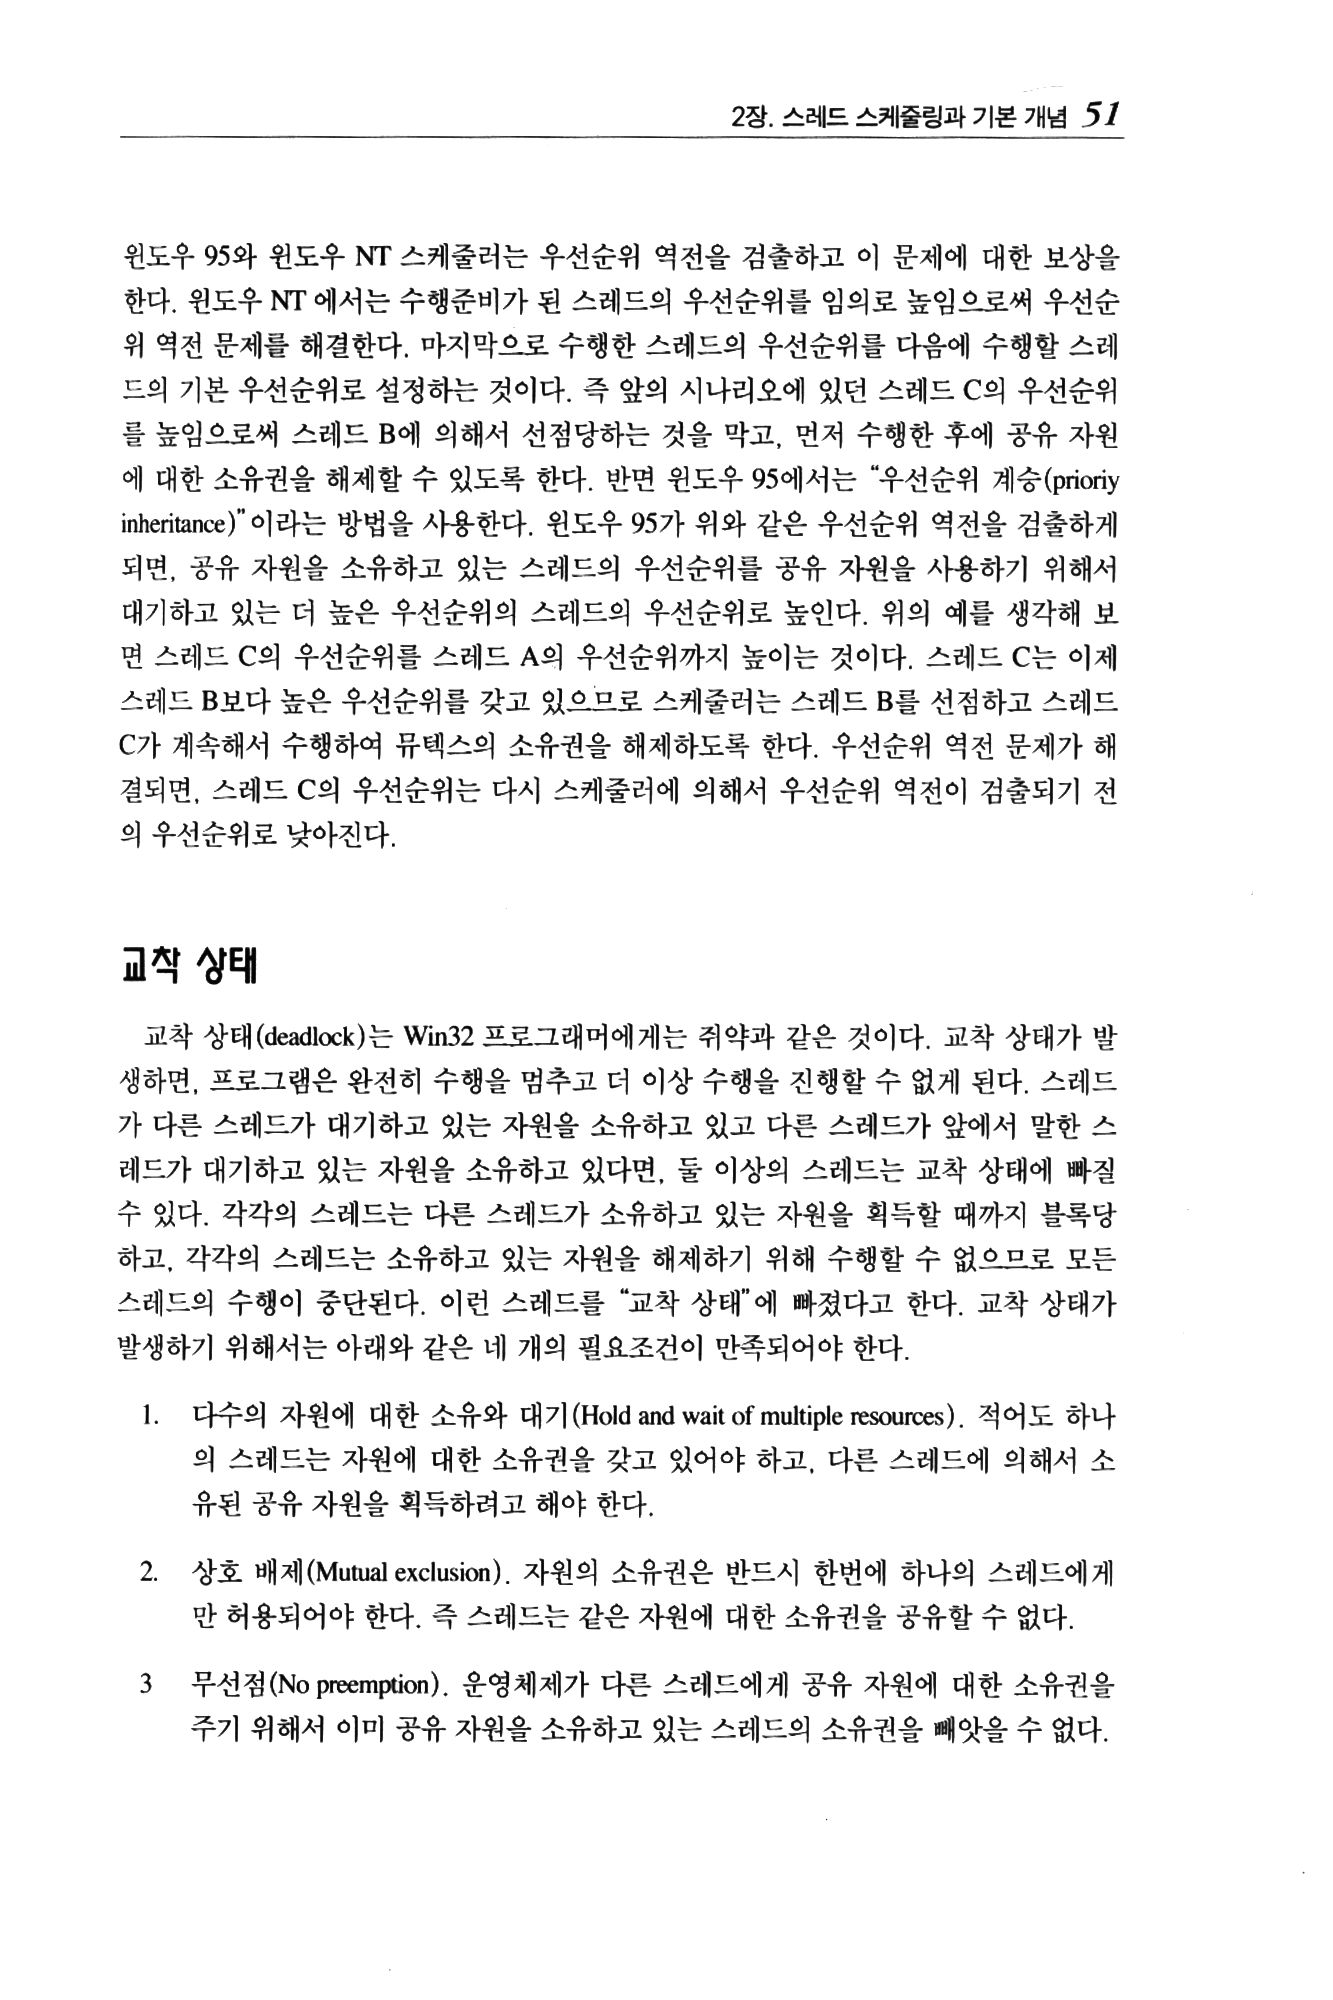 2장. 스레드 스케줄링과 기본 개념 51
윈도우 95와 윈도우 NT 스케줄러는 우선순위 역전을 검출하고 이 문제에 대한 보상을
한다. 윈도우 NT에서는 수행준비가 된 스레드의 우선순위를 임의로 높임으로써 우선순
위 역전 문제를 해결한다. 마지막으로 수행한 스레드의 우선순위를 다음에 수행할 스레
드의 기본 우선순위로 설정하는 것이다. 즉 앞의 시나리오에 있던 스레드 C의 우선순위
를 높임으로써 스레드 B에 의해서 선점당하는 것을 막고, 먼저 수행한 후에 공유 자원
에 대한 소유권을 해제할 수 있도록 한다. 반면 윈도우 95에서는 “우선순위 계승(prioriy
inheritance)”이라는 방법을 사용한다. 윈도우 95가 위와 같은 우선순위 역전을 검출하게
되면, 공유 자원을 소유하고 있는 스레드의 우선순위를 공유 자원을 사용하기 위해서
대기하고 있는 더 높은 우선순위의 스레드의 우선순위로 높인다. 위의 예를 생각해 보
면 스레드 C의 우선순위를 스레드 A의 우선순위까지 높이는 것이다. 스레드 C는 이제
스레드 B보다 높은 우선순위를 갖고 있으므로 스케줄러는 스레드 B를 선점하고 스레드
C가 계속해서 수행하여 뮤텍스의 소유권을 해제하도록 한다. 우선순위 역전 문제가 해
결되면, 스레드 C의 우선순위는 다시 스케줄러에 의해서 우선순위 역전이 검출되기 전
의 우선순위로 낮아진다.
교착 상태
교착 상태(deadlock)는 Win32 프로그래머에게는 쥐약과 같은 것이다. 교착 상태가 발
생하면, 프로그램은 완전히 수행을 멈추고 더 이상 수행을 진행할 수 없게 된다. 스레드
가 다른 스레드가 대기하고 있는 자원을 소유하고 있고 다른 스레드가 앞에서 말한 스
레드가 대기하고 있는 자원을 소유하고 있다면, 둘 이상의 스레드는 교착 상태에 빠질
수 있다. 각각의 스레드는 다른 스레드가 소유하고 있는 자원을 획득할 때까지 블록당
하고, 각각의 스레드는 소유하고 있는 자원을 해제하기 위해 수행할 수 없으므로 모든
스레드의 수행이 중단된다. 이런 스레드를 “교착 상태”에 빠졌다고 한다. 교착 상태가
발생하기 위해서는 아래와 같은 네 개의 필요조건이 만족되어야 한다.
1. 다수의 자원에 대한 소유와 대기(Hold and wait of multiple resources). 적어도 하나
의 스레드는 자원에 대한 소유권을 갖고 있어야 하고, 다른 스레드에 의해서 소
유된 공유 자원을 획득하려고 해야 한다.
2. 상호 배제(Mutual exclusion). 자원의 소유권은 반드시 한번에 하나의 스레드에게
만 허용되어야 한다. 즉 스레드는 같은 자원에 대한 소유권을 공유할 수 없다.
3 무선점(No preemption). 운영체제가 다른 스레드에게 공유 자원에 대한 소유권을
주기 위해서 이미 공유 자원을 소유하고 있는 스레드의 소유권을 빼앗을 수 없다.